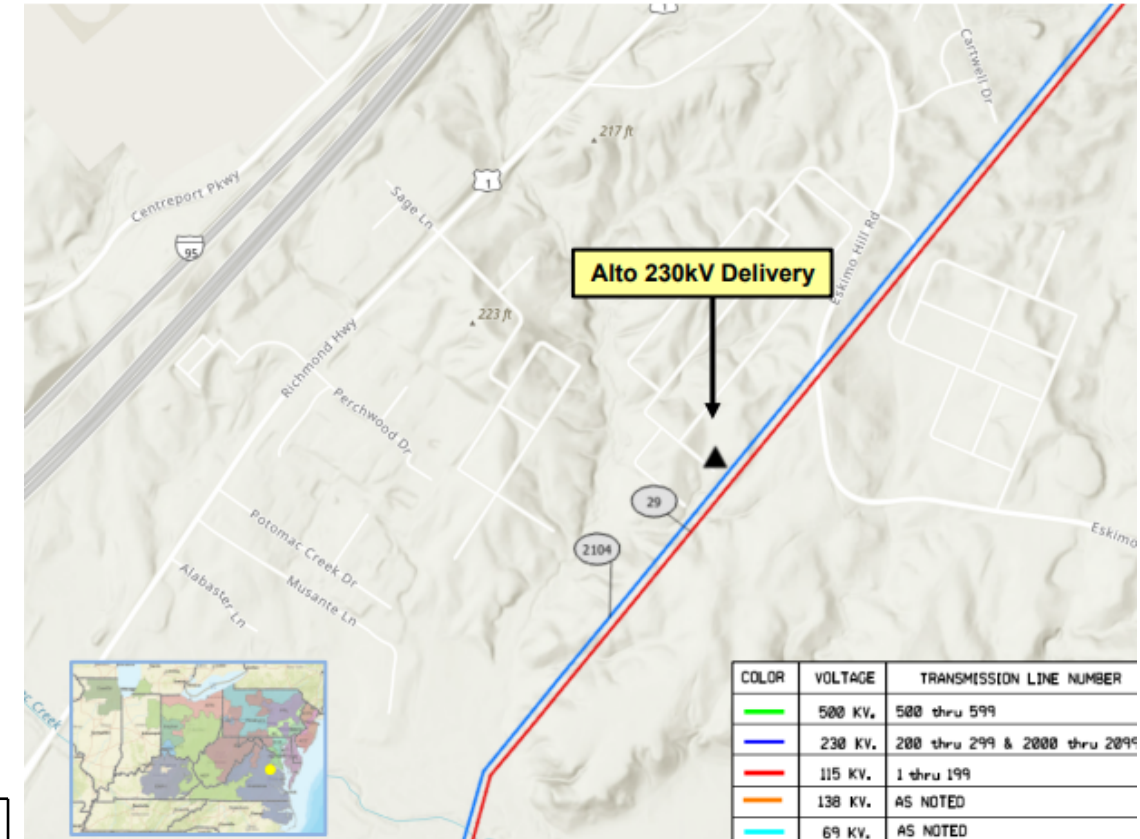 1
Cartwell Dr
217 ft
Centreport Pkwy
1
Sage Ln
95
Eskimo Hill Rd
Alto 230kV Delivery
223 ft
Richmond Hwy
Perchwood Dr
29
Eskimo
2104
Potomac Creek Dr
Musante Ln
Alabaster Ln
Creek
COLOR VOLTAGE TRANSMISSION LINE NUMBER
500 KV. 500 thru 599
230 KV. 200 thru 299 & 2000 thru 2099
115 KV. 1 thru 199
138 KV. AS NOTED
69 KV. AS NOTED